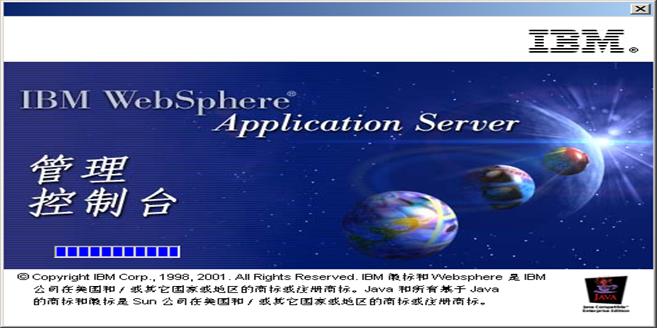 IBM®
IBM WebSphere®
Application Server
管理
控制台
© Copyright IBM Corp., 1998, 2001. All Rights Reserved. IBM 徽标和 Websphere 是 IBM
公司在美国和 / 或其它国家或地区的商标或注册商标。Java 和所有基于 Java
的商标和徽标是 Sun 公司在美国和 / 或其它国家或地区的商标或注册商标。
JAVA
Java Compatible™
Enterprise Edition